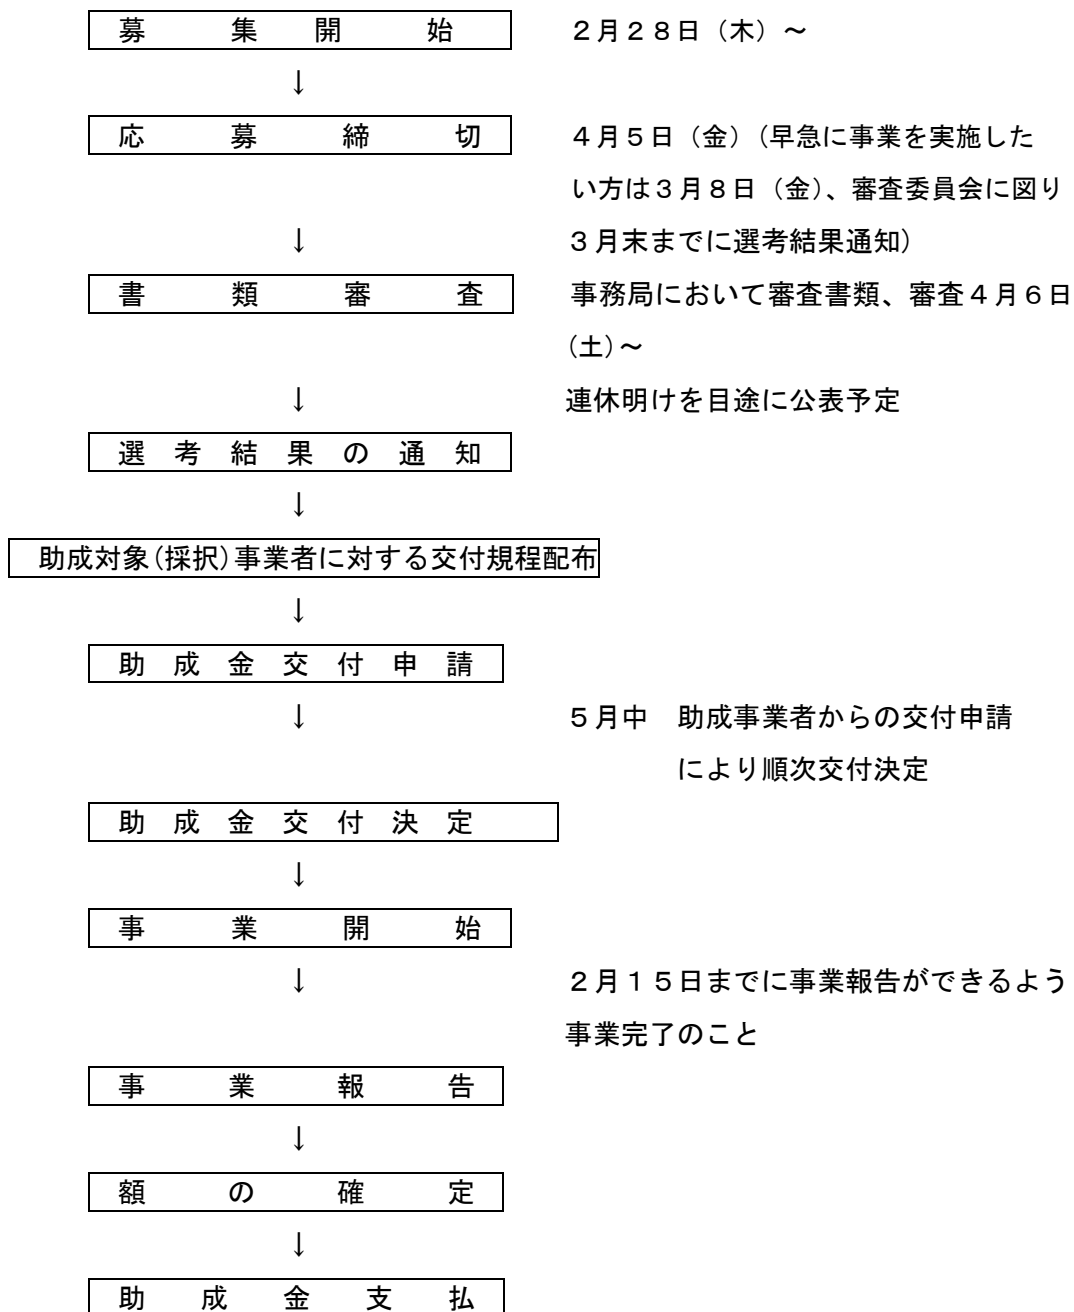 募集開始 ２月２８日（木）～
↓
応募締切 ４月５日（金）（早急に事業を実施した
い方は３月８日（金）、審査委員会に図り
↓ ３月末までに選考結果通知）
書類審査 事務局において審査書類、審査４月６日
（土）～
↓ 連休明けを目途に公表予定
選考結果の通知
↓
助成対象（採択）事業者に対する交付規程配布
↓
助成金交付申請
↓ ５月中　助成事業者からの交付申請
により順次交付決定
助成金交付決定
↓
事業開始
↓ ２月１５日までに事業報告ができるよう
事業完了のこと
事業報告
↓
額の確定
↓
助成金支払